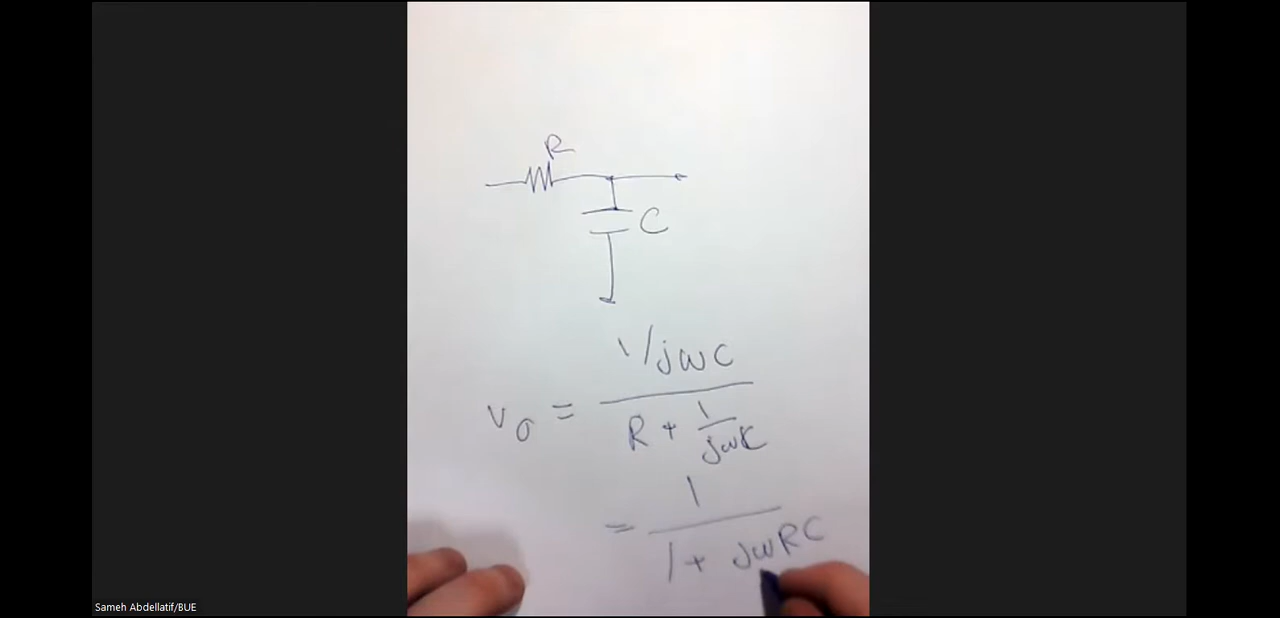 R
C
v₀ = (1/jωC) / (R + 1/jωC)
= 1 / (1 + jωRC)
Sameh Abdellatif/BUE